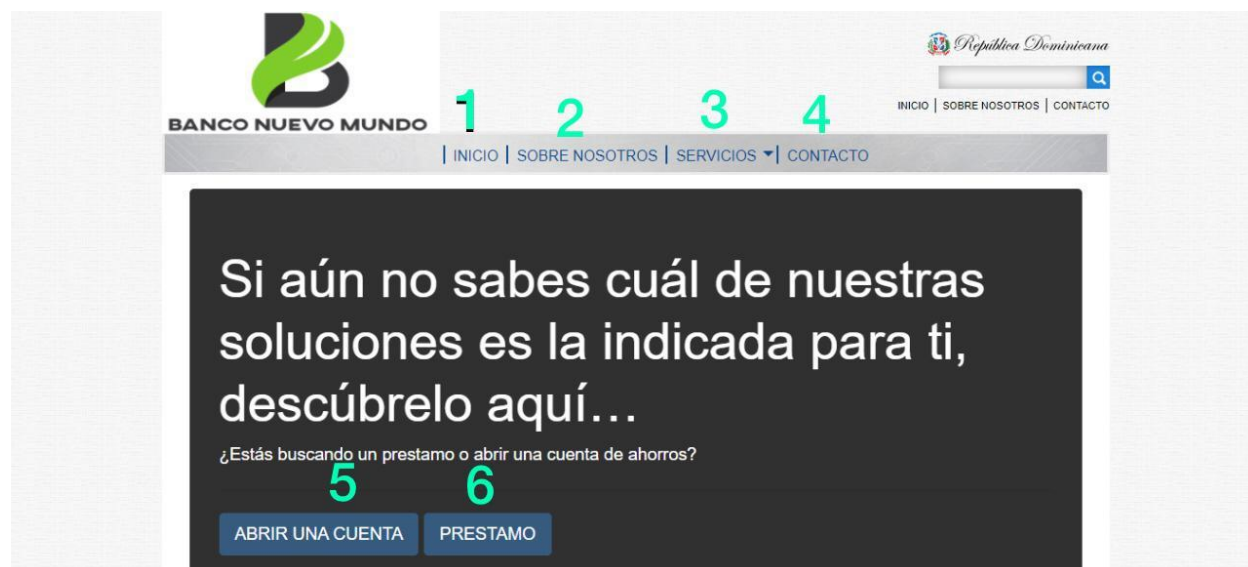 República Dominicana
INICIO | SOBRE NOSOTROS | CONTACTO
BANCO NUEVO MUNDO
1 2 3 4
| INICIO | SOBRE NOSOTROS | SERVICIOS | CONTACTO
Si aún no sabes cuál de nuestras
soluciones es la indicada para ti,
descúbrelo aquí...
¿Estás buscando un prestamo o abrir una cuenta de ahorros?
5 6
ABRIR UNA CUENTA PRESTAMO